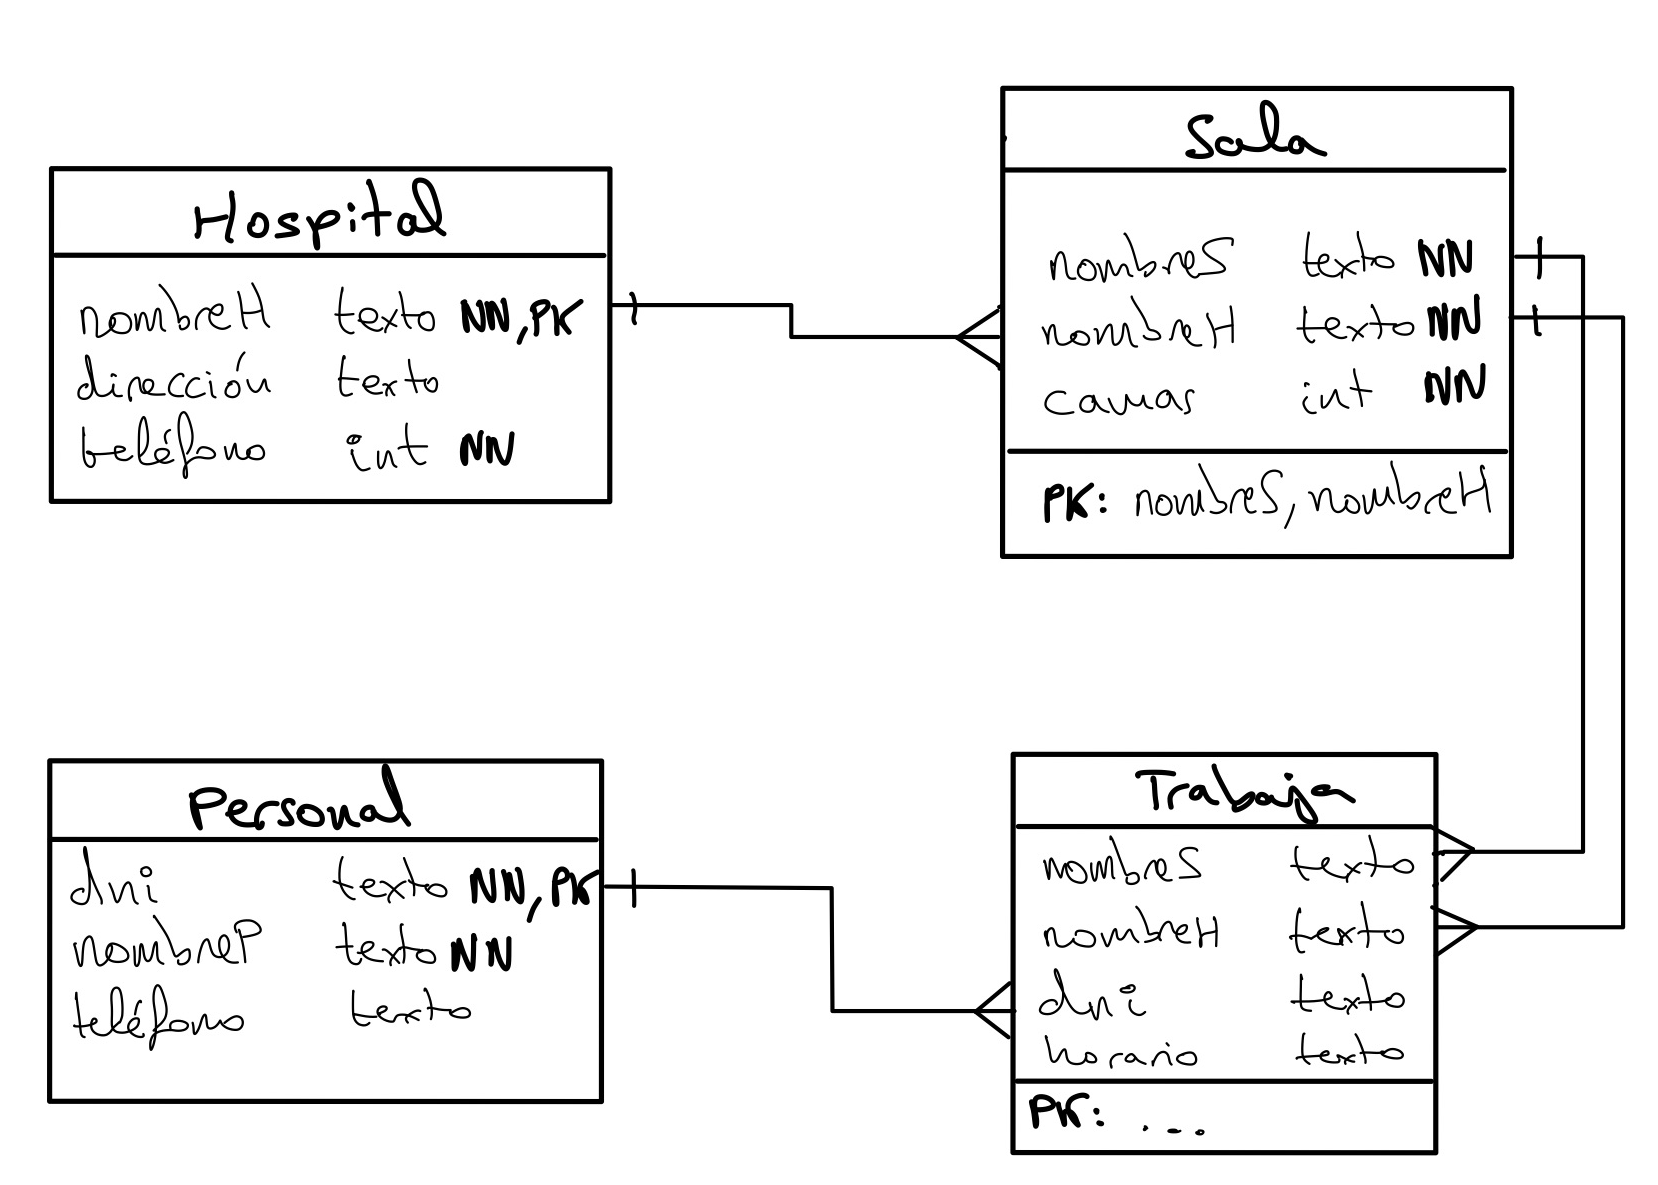 Hospital
nombreH texto NN, PK
dirección texto
teléfono int NN
Sala
nombreS texto NN
nombreH texto NN
camas int NN
PK: nombreS, nombreH
Personal
dni texto NN, PK
nombreP texto NN
teléfono texto
Trabaja
nombreS texto
nombreH texto
dni texto
horario texto
PK: ...